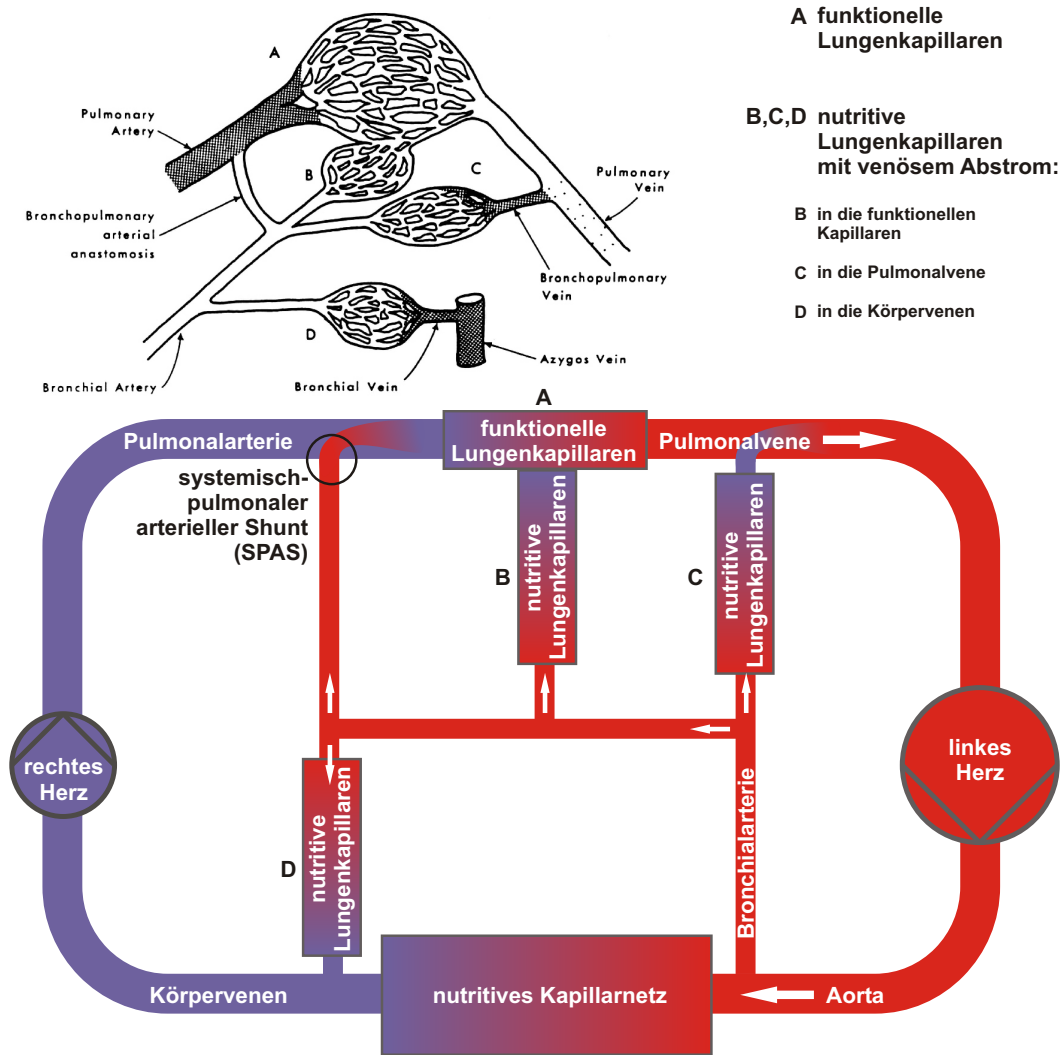 A
Pulmonary
Artery
Bronchopulmonary
arterial
anastomosis
B
C
Pulmonary
Vein
Bronchopulmonary
Vein
D
Bronchial Artery
Bronchial Vein
Azygos Vein
A funktionelle
Lungenkapillaren
B,C,D nutritive
Lungenkapillaren
mit venösem Abstrom:
B in die funktionellen
Kapillaren
C in die Pulmonalvene
D in die Körpervenen
A
Pulmonalarterie
funktionelle
Lungenkapillaren
Pulmonalvene
systemisch-
pulmonaler
arterieller Shunt
(SPAS)
B
nutritive
Lungenkapillaren
C
nutritive
Lungenkapillaren
rechtes
Herz
linkes
Herz
D
nutritive
Lungenkapillaren
Bronchialarterie
Körpervenen
nutritives Kapillarnetz
Aorta